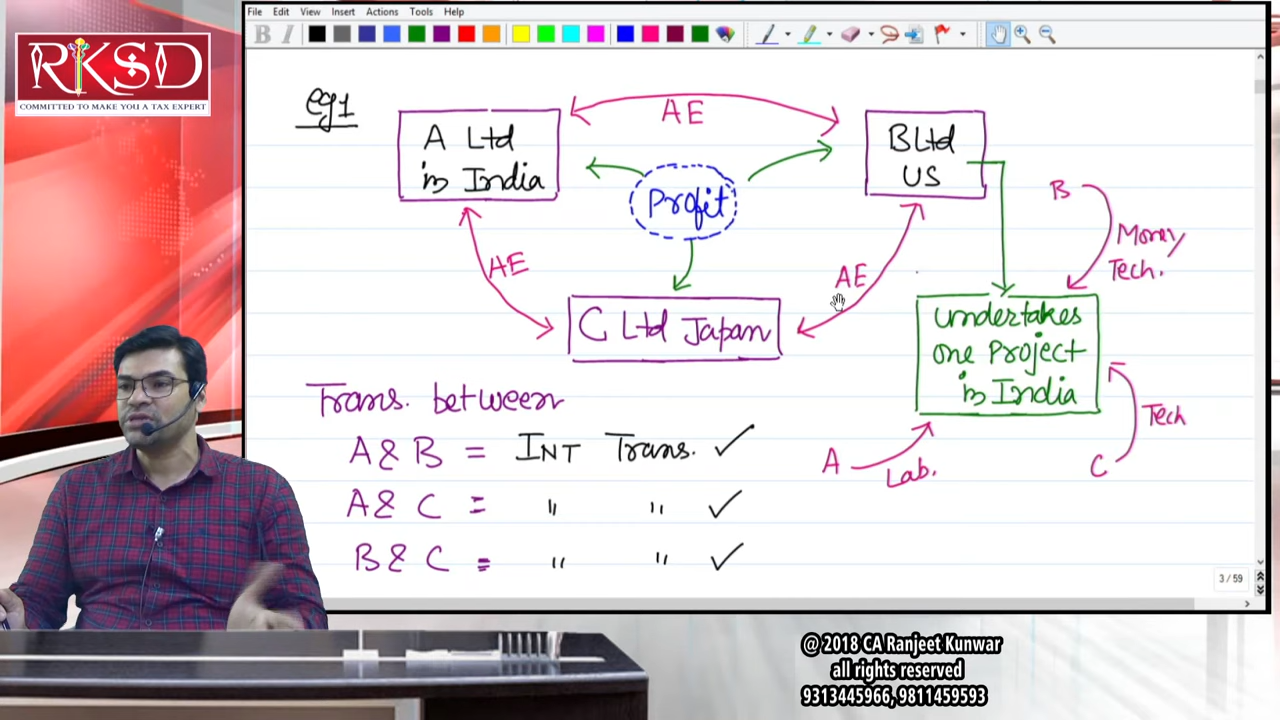 File Edit View Insert Actions Tools Help
B I
RKSD
COMMITTED TO MAKE YOU A TAX EXPERT
eg1
A Ltd
in India
AE
B Ltd
US
Profit
AE
AE
C Ltd Japan
B
Money
Tech.
undertakes
one Project
in India
A
Lab.
C
Tech
Trans. between
A & B = INT Trans. ✓
A & C = " " ✓
B & C = " " ✓
3 / 59
@ 2018 CA Ranjeet Kunwar
all rights reserved
9313445966, 9811459593